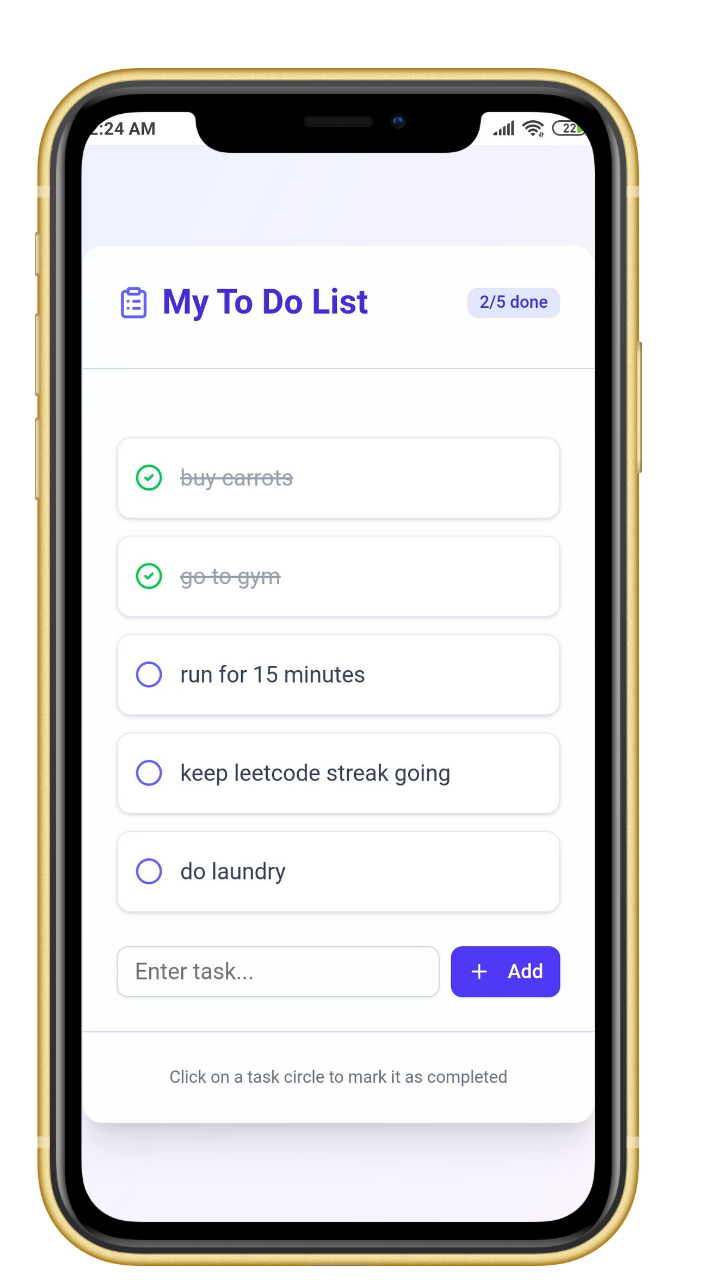 :24 AM
22
My To Do List
2/5 done
buy carrots
go to gym
run for 15 minutes
keep leetcode streak going
do laundry
Enter task...
+ Add
Click on a task circle to mark it as completed